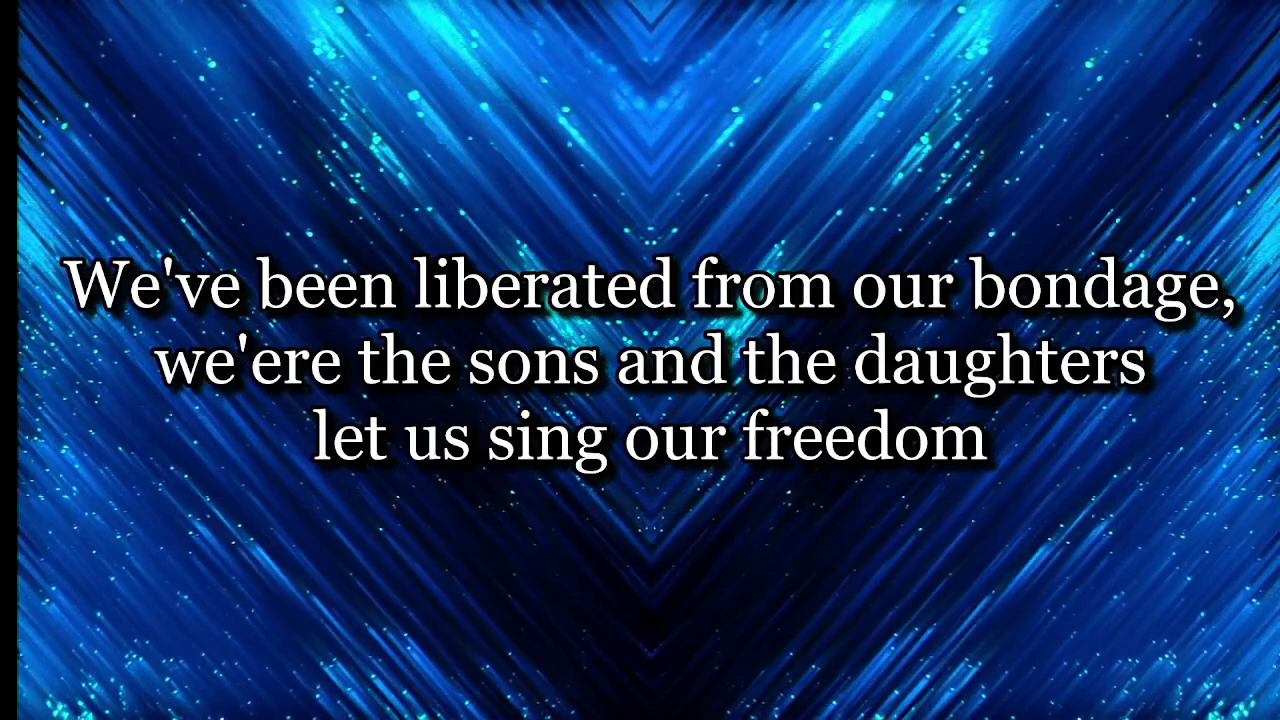 We've been liberated from our bondage,
we'ere the sons and the daughters
let us sing our freedom